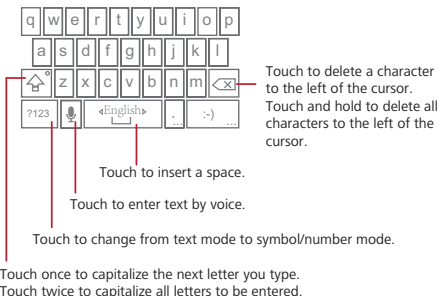 q w e r t y u i o p
a s d f g h j k l
z x c v b n m
?123 English . ... :-) ...
Touch to delete a character
to the left of the cursor.
Touch and hold to delete all
characters to the left of the
cursor.
Touch to insert a space.
Touch to enter text by voice.
Touch to change from text mode to symbol/number mode.
Touch once to capitalize the next letter you type.
Touch twice to capitalize all letters to be entered.